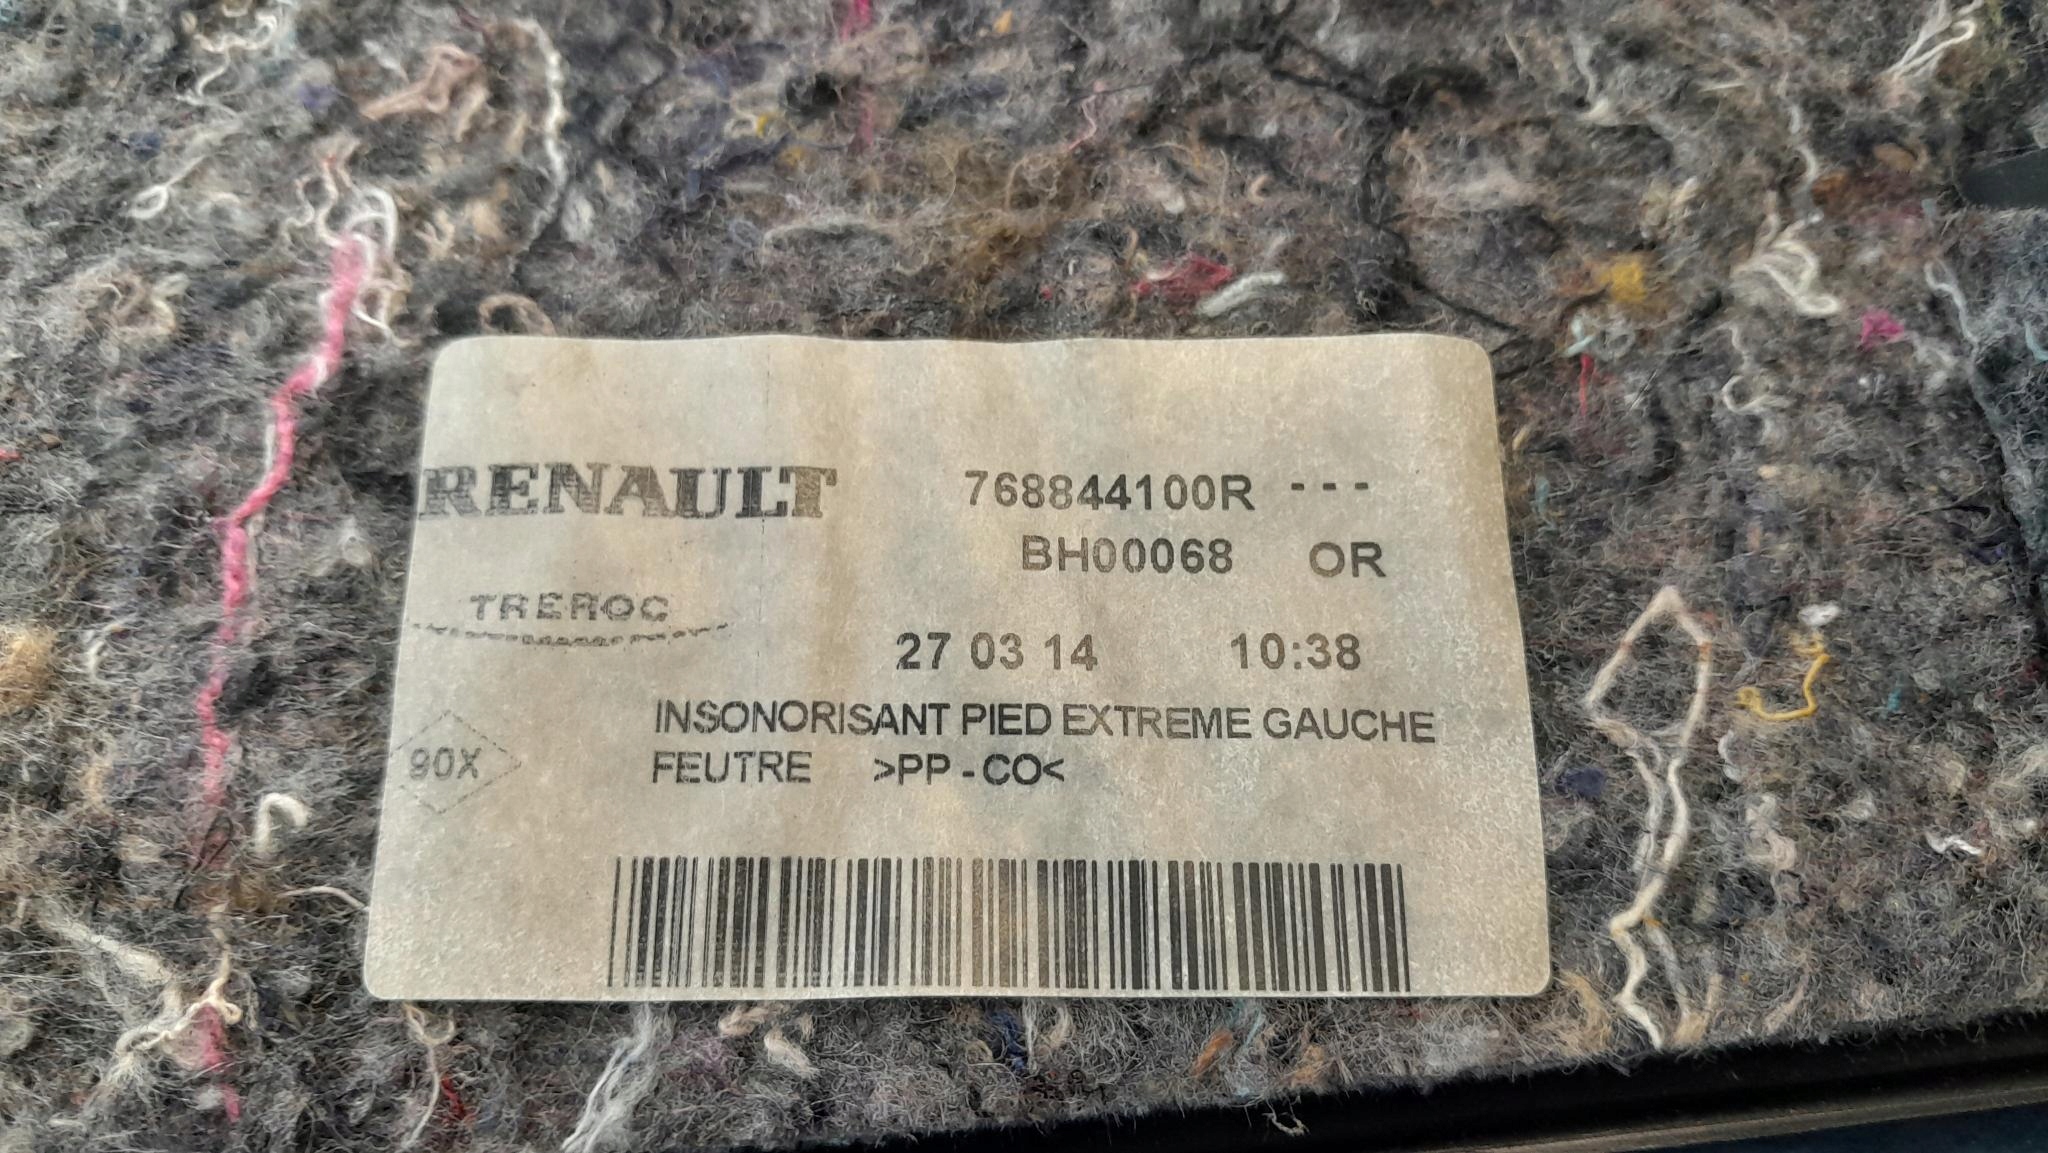 RENAULT 768844100R ---
BH00068 OR
TREROC
27 03 14 10:38
INSONORISANT PIED EXTREME GAUCHE
90X FEUTRE >PP-CO<